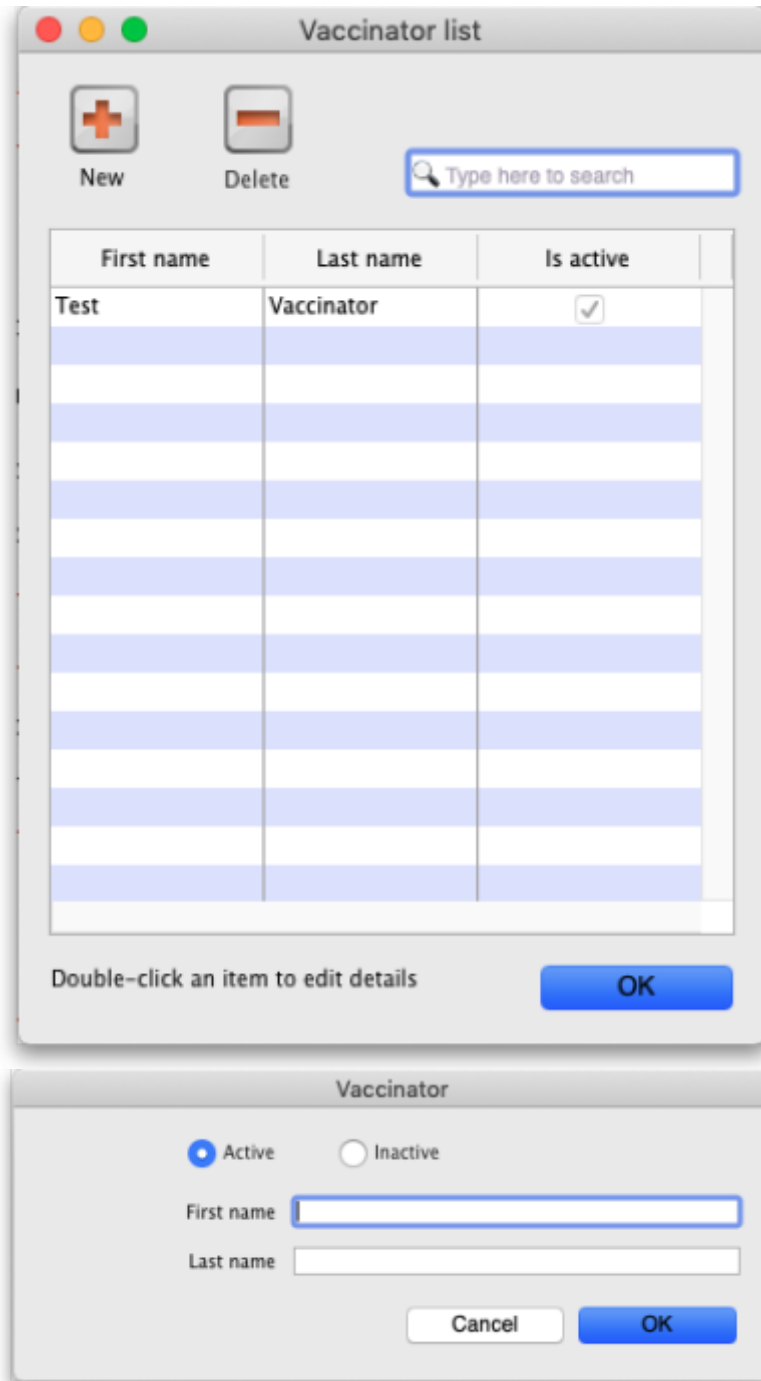 Vaccinator list
New Delete Type here to search
First name Last name Is active
Test Vaccinator
Double-click an item to edit details OK
Vaccinator
Active Inactive
First name
Last name
Cancel OK